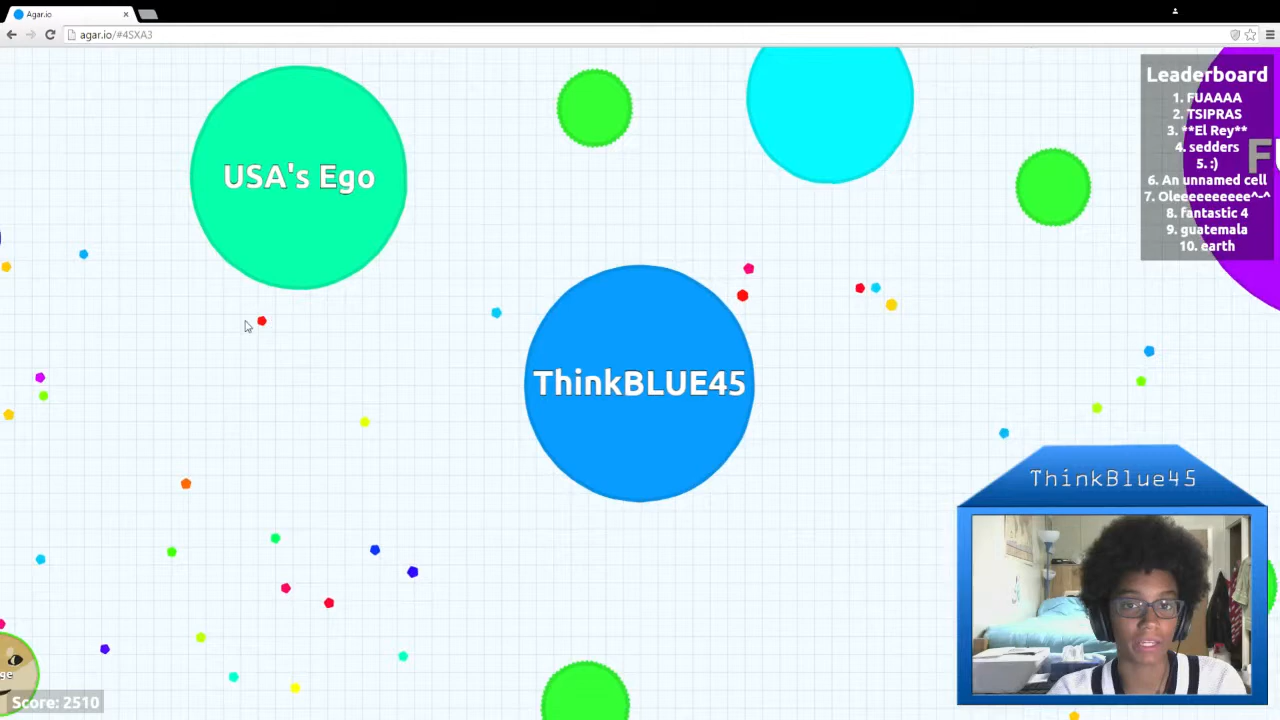 Agar.io
agar.io/#4SXA3
Leaderboard
1. FUAAAA
2. TSIPRAS
3. **El Rey**
4. sedders
5. :)
6. An unnamed cell
7. Oleeeeeeeeee^-^
8. fantastic 4
9. guatemala
10. earth
USA's Ego
ThinkBLUE45
ThinkBlue45
ge
Score: 2510